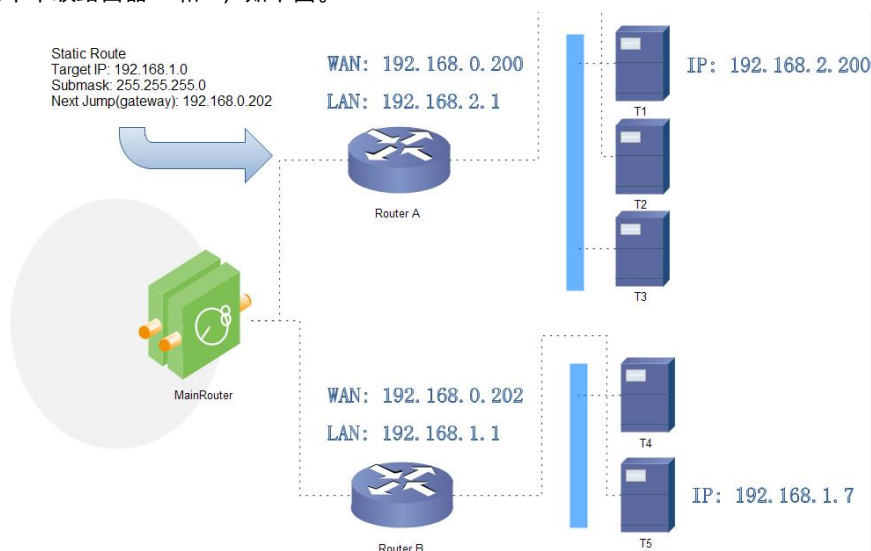 Static Route
Target IP: 192.168.1.0
Submask: 255.255.255.0
Next Jump(gateway): 192.168.0.202
WAN: 192.168.0.200
LAN: 192.168.2.1
Router A
IP: 192.168.2.200
T1
T2
T3
MainRouter
WAN: 192.168.0.202
LAN: 192.168.1.1
Router B
T4
IP: 192.168.1.7
T5